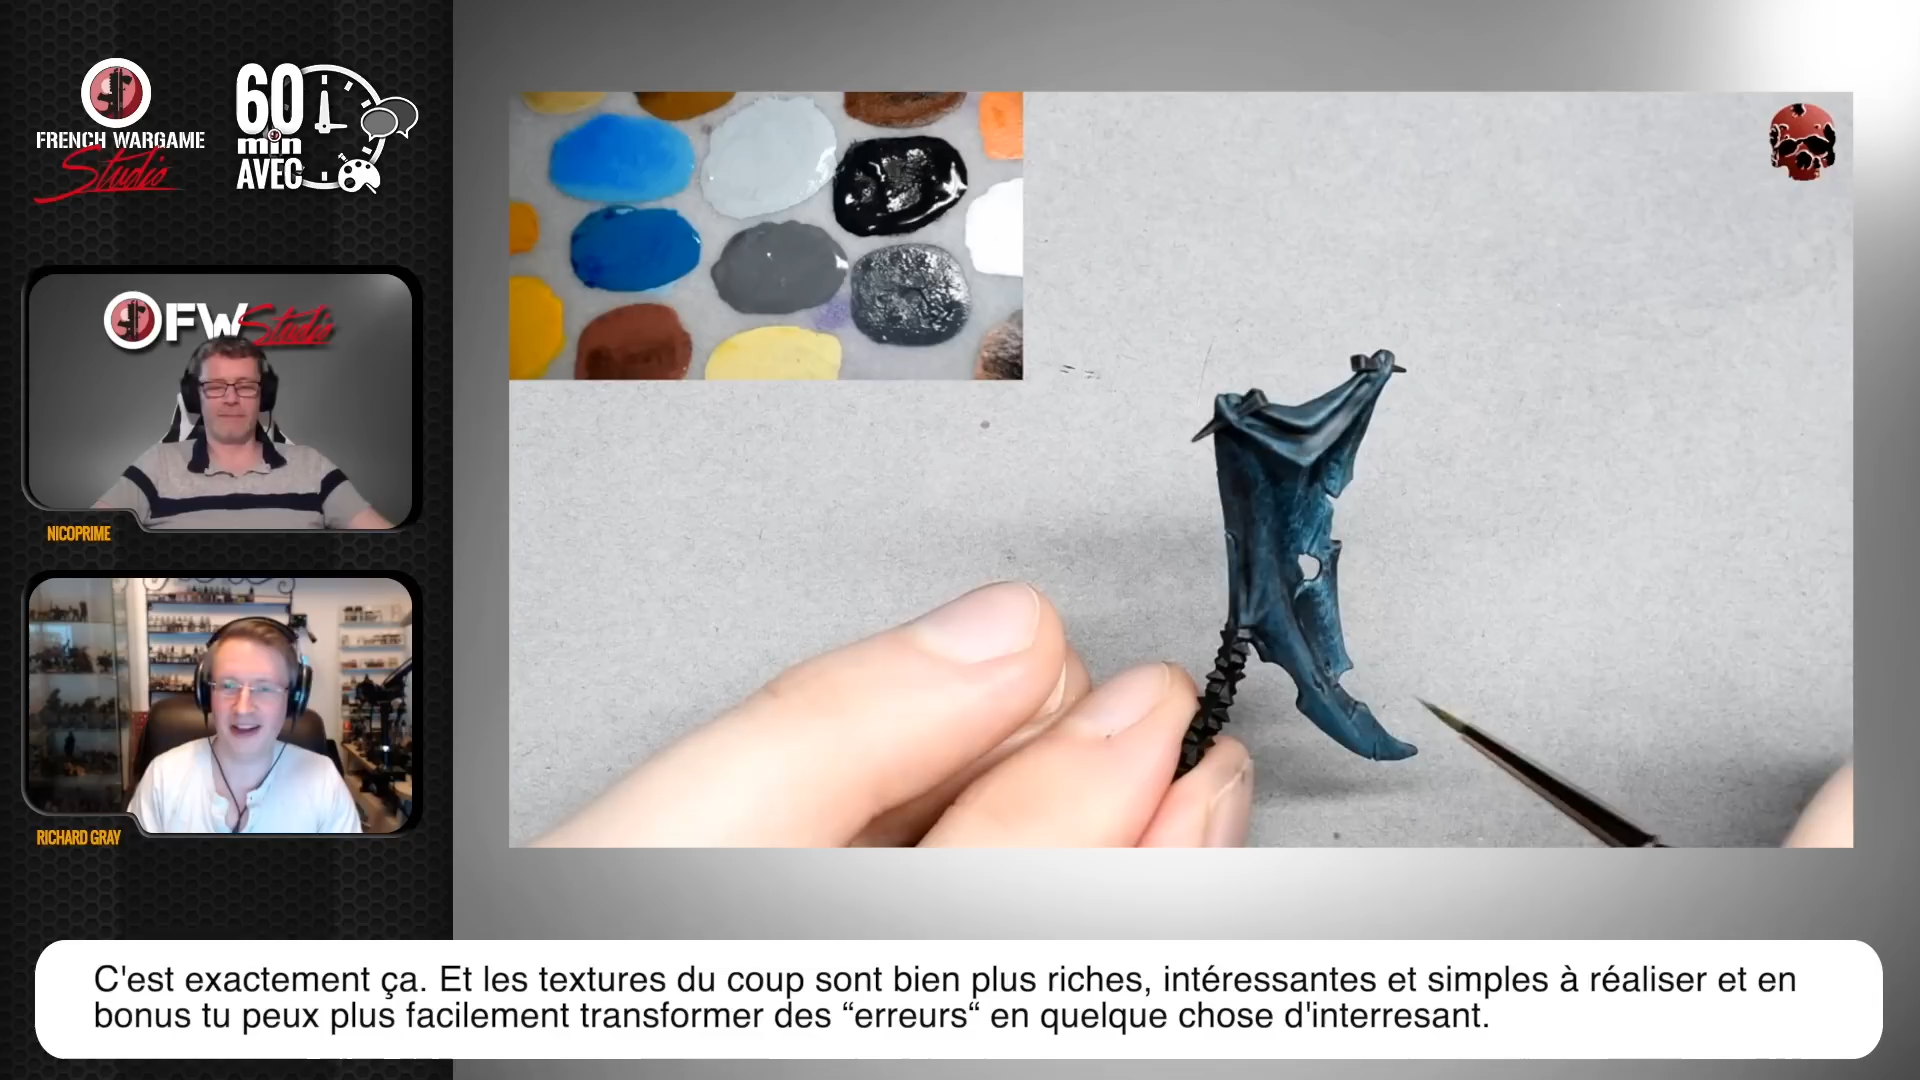 FRENCH WARGAME
Studio
60
min
AVEC
FW Studio
NICOPRIME
RICHARD GRAY
C'est exactement ça. Et les textures du coup sont bien plus riches, intéressantes et simples à réaliser et en
bonus tu peux plus facilement transformer des “erreurs“ en quelque chose d'interresant.